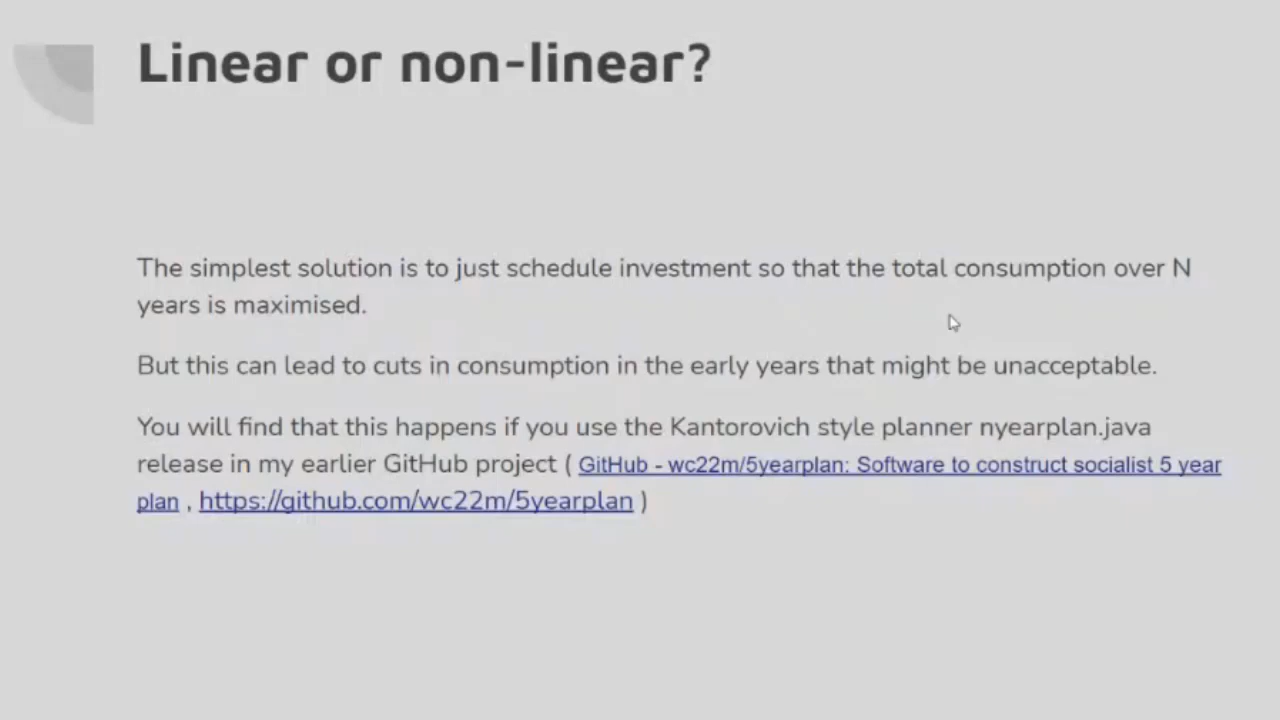 Linear or non-linear?
The simplest solution is to just schedule investment so that the total consumption over N
years is maximised.
But this can lead to cuts in consumption in the early years that might be unacceptable.
You will find that this happens if you use the Kantorovich style planner nyearplan.java
release in my earlier GitHub project ( GitHub - wc22m/5yearplan: Software to construct socialist 5 year
plan , https://github.com/wc22m/5yearplan )